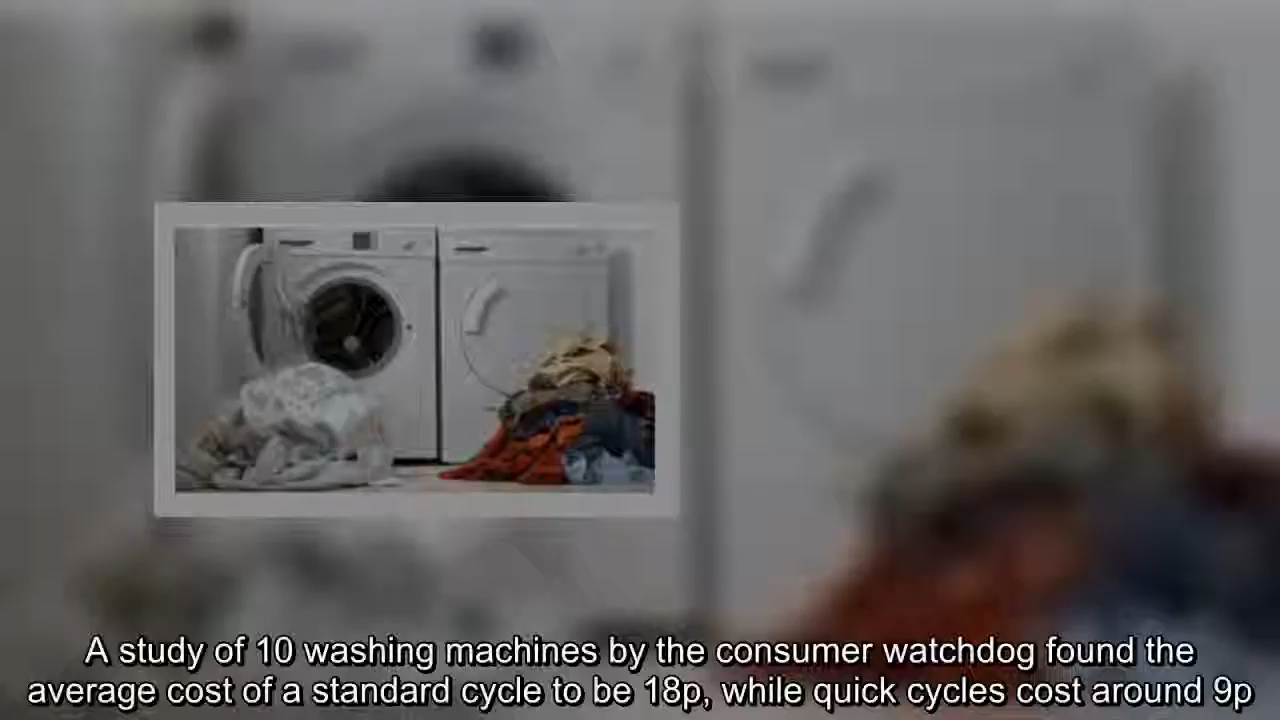 A study of 10 washing machines by the consumer watchdog found the
average cost of a standard cycle to be 18p, while quick cycles cost around 9p